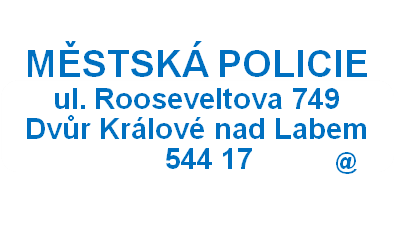 MĚSTSKÁ POLICIE
ul. Rooseveltova 749
Dvůr Králové nad Labem
544 17 @